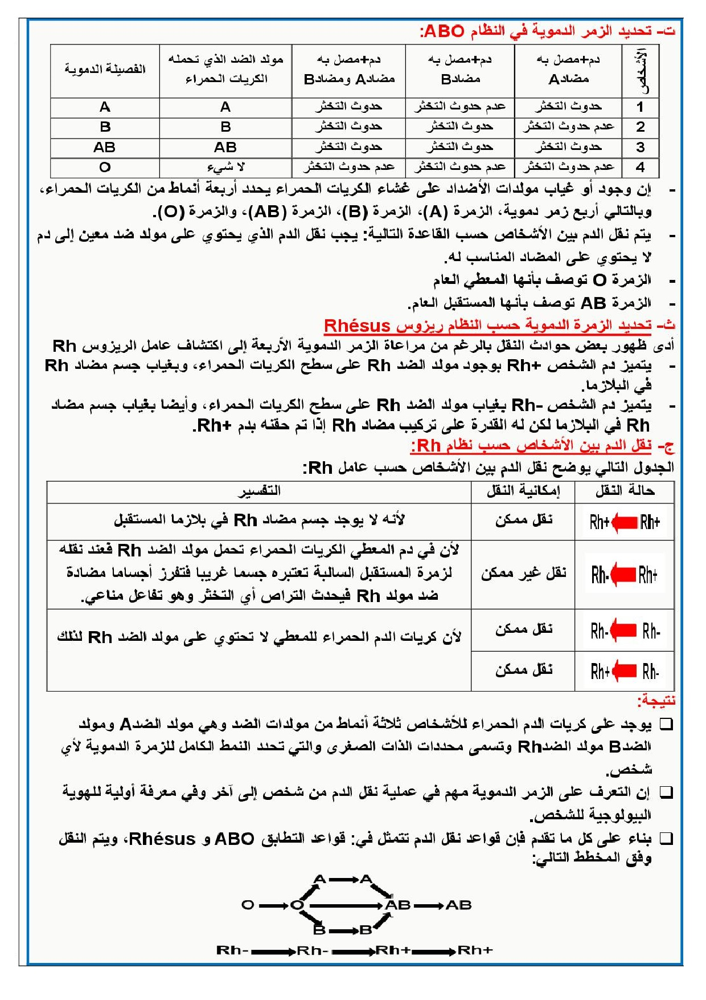 ت- تحديد الزمر الدموية في النظام ABO:
الأشخاص
دم+مصل به مضادA
دم+مصل به مضادB
دم+مصل به مضادA ومضادB
مولد الضد الذي تحمله الكريات الحمراء
الفصيلة الدموية
1 حدوث التخثر عدم حدوث التخثر حدوث التخثر A A
2 عدم حدوث التخثر حدوث التخثر حدوث التخثر B B
3 حدوث التخثر حدوث التخثر حدوث التخثر AB AB
4 عدم حدوث التخثر عدم حدوث التخثر عدم حدوث التخثر لا شيء O
- إن وجود أو غياب مولدات الأضداد على غشاء الكريات الحمراء يحدد أربعة أنماط من الكريات الحمراء،
وبالتالي أربع زمر دموية، الزمرة (A)، الزمرة (B)، الزمرة (AB)، والزمرة (O).
- يتم نقل الدم بين الأشخاص حسب القاعدة التالية: يجب نقل الدم الذي يحتوي على مولد ضد معين إلى دم
لا يحتوي على المضاد المناسب له.
- الزمرة O توصف بأنها المعطي العام
- الزمرة AB توصف بأنها المستقبل العام.
ث- تحديد الزمرة الدموية حسب النظام ريزوس Rhésus
أدى ظهور بعض حوادث النقل بالرغم من مراعاة الزمر الدموية الأربعة إلى اكتشاف عامل الريزوس Rh
- يتميز دم الشخص Rh+ بوجود مولد الضد Rh على سطح الكريات الحمراء، وبغياب جسم مضاد Rh
في البلازما.
- يتميز دم الشخص Rh- بغياب مولد الضد Rh على سطح الكريات الحمراء، وأيضا بغياب جسم مضاد
Rh في البلازما لكن له القدرة على تركيب مضاد Rh إذا تم حقنه بدم Rh+.
ج- نقل الدم بين الأشخاص حسب نظام Rh:
الجدول التالي يوضح نقل الدم بين الأشخاص حسب عامل Rh:
حالة النقل إمكانية النقل التفسير
Rh+ Rh+ نقل ممكن لأنه لا يوجد جسم مضاد Rh في بلازما المستقبل
لأن في دم المعطي الكريات الحمراء تحمل مولد الضد Rh فعند نقله
Rh+ Rh- نقل غير ممكن لزمرة المستقبل السالبة تعتبره جسما غريبا فتفرز أجساما مضادة
ضد مولد Rh فيحدث التراص أي التخثر وهو تفاعل مناعي.
Rh- Rh- نقل ممكن لأن كريات الدم الحمراء للمعطي لا تحتوي على مولد الضد Rh لذلك
Rh- Rh+ نقل ممكن
نتيجة:
❑ يوجد على كريات الدم الحمراء للأشخاص ثلاثة أنماط من مولدات الضد وهي مولد الضدA ومولد
الضدB مولد الضدRh وتسمى محددات الذات الصغرى والتي تحدد النمط الكامل للزمرة الدموية لأي
شخص.
❑ إن التعرف على الزمر الدموية مهم في عملية نقل الدم من شخص إلى آخر وفي معرفة أولية للهوية
البيولوجية للشخص.
❑ بناء على كل ما تقدم فإن قواعد نقل الدم تتمثل في: قواعد التطابق ABO و Rhésus، ويتم النقل
وفق المخطط التالي:
A A
O O AB AB
B B
Rh- Rh- Rh+ Rh+